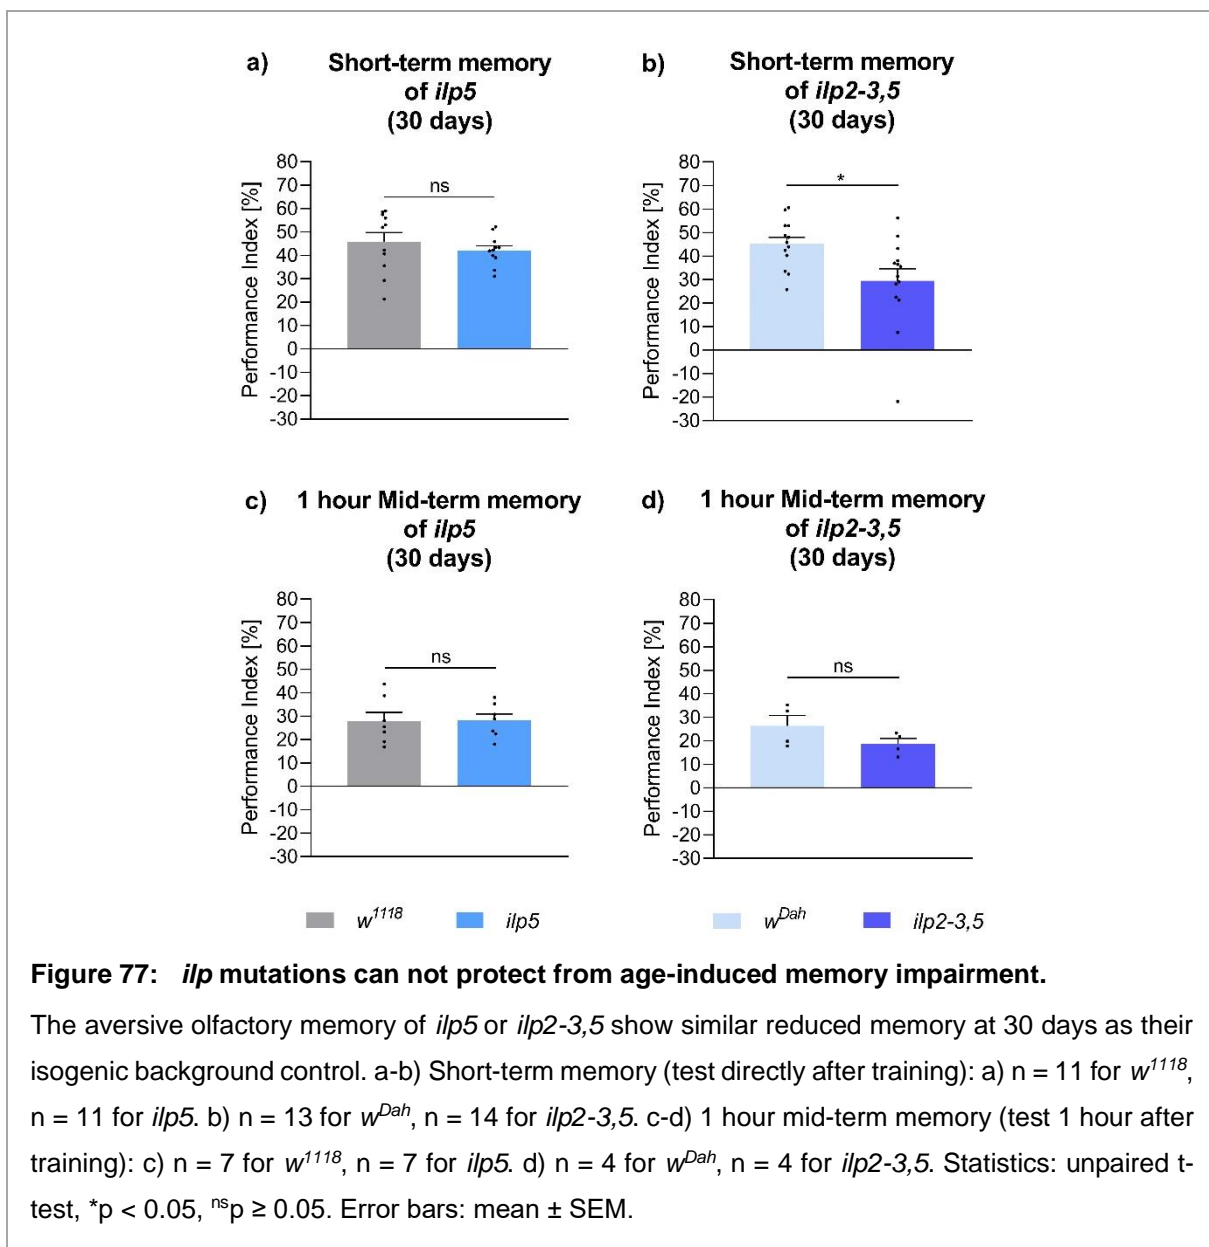 a) Short-term memory
of ilp5
(30 days)
Performance Index [%]
80
70
60
50
40
30
20
10
0
-10
-20
-30
ns
b) Short-term memory
of ilp2-3,5
(30 days)
Performance Index [%]
80
70
60
50
40
30
20
10
0
-10
-20
-30
*
c) 1 hour Mid-term memory
of ilp5
(30 days)
Performance Index [%]
80
70
60
50
40
30
20
10
0
-10
-20
-30
ns
d) 1 hour Mid-term memory
of ilp2-3,5
(30 days)
Performance Index [%]
80
70
60
50
40
30
20
10
0
-10
-20
-30
ns
w^1118 ilp5 w^Dah ilp2-3,5
Figure 77: ilp mutations can not protect from age-induced memory impairment.
The aversive olfactory memory of ilp5 or ilp2-3,5 show similar reduced memory at 30 days as their
isogenic background control. a-b) Short-term memory (test directly after training): a) n = 11 for w^1118,
n = 11 for ilp5. b) n = 13 for w^Dah, n = 14 for ilp2-3,5. c-d) 1 hour mid-term memory (test 1 hour after
training): c) n = 7 for w^1118, n = 7 for ilp5. d) n = 4 for w^Dah, n = 4 for ilp2-3,5. Statistics: unpaired t-
test, *p < 0.05, ^ns p ≥ 0.05. Error bars: mean ± SEM.